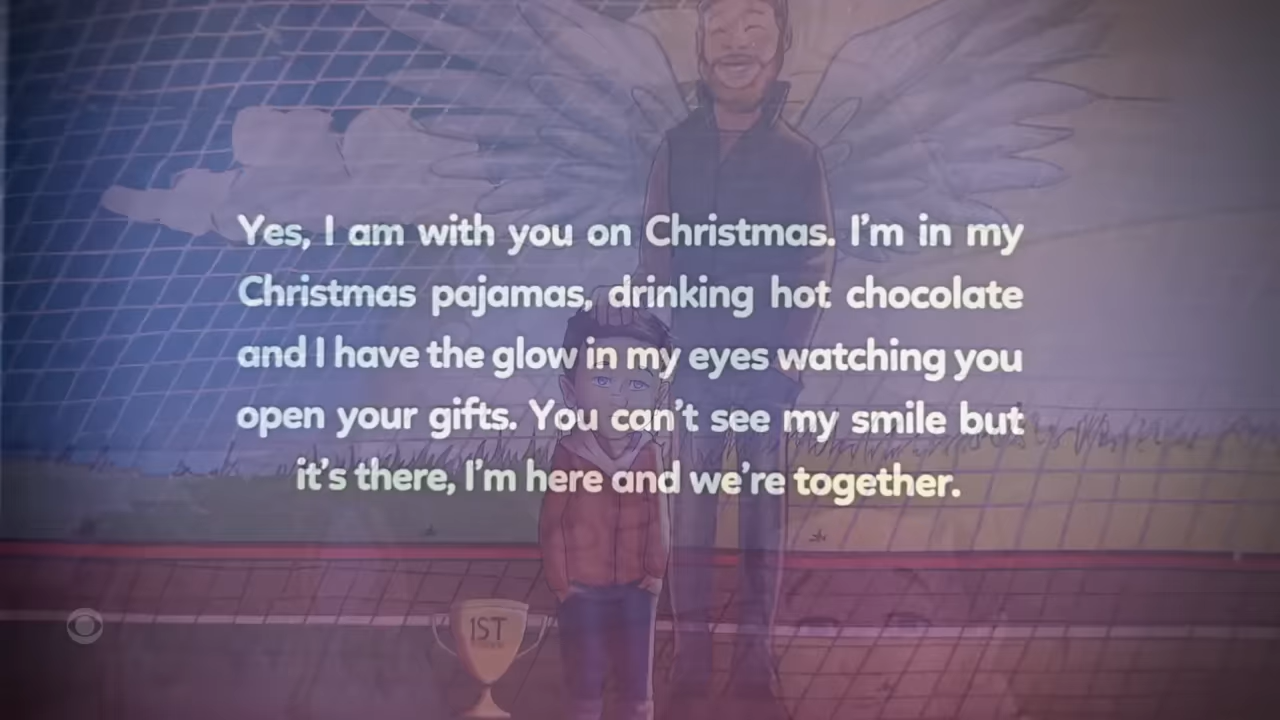 Yes, I am with you on Christmas. I'm in my
Christmas pajamas, drinking hot chocolate
and I have the glow in my eyes watching you
open your gifts. You can't see my smile but
it's there, I'm here and we're together.
1ST